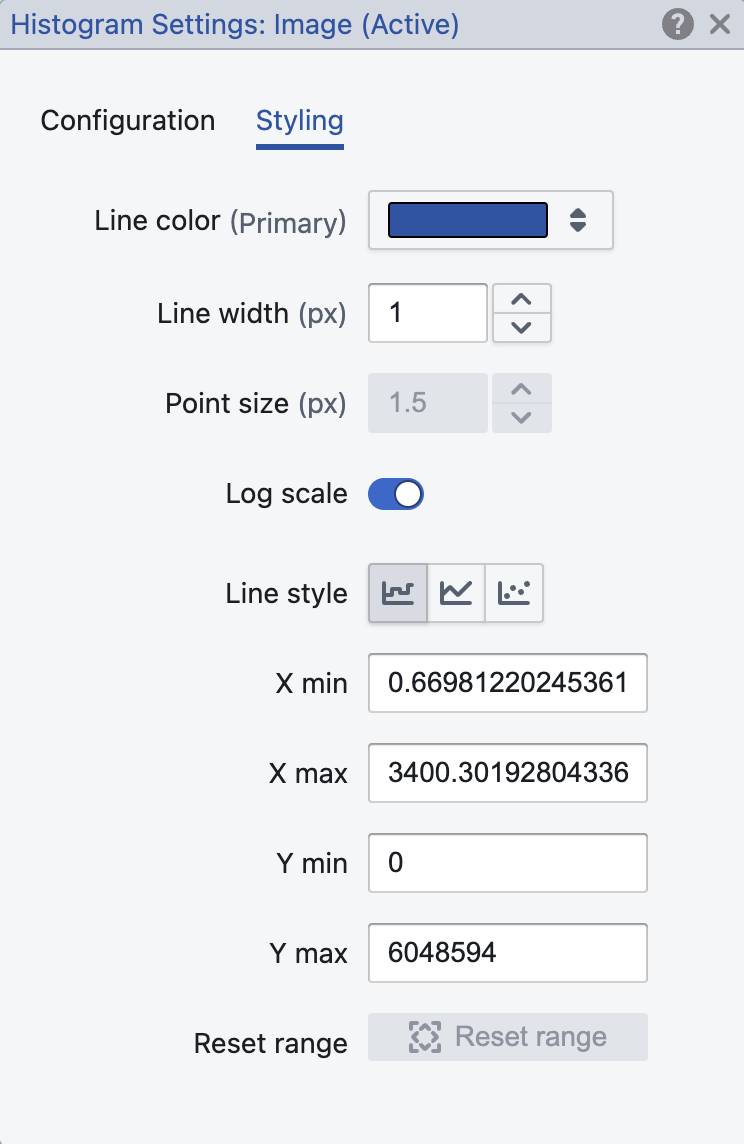 Histogram Settings: Image (Active)
Configuration Styling
Line color (Primary)
Line width (px) 1
Point size (px) 1.5
Log scale
Line style
X min 0.66981220245361
X max 3400.30192804336
Y min 0
Y max 6048594
Reset range Reset range